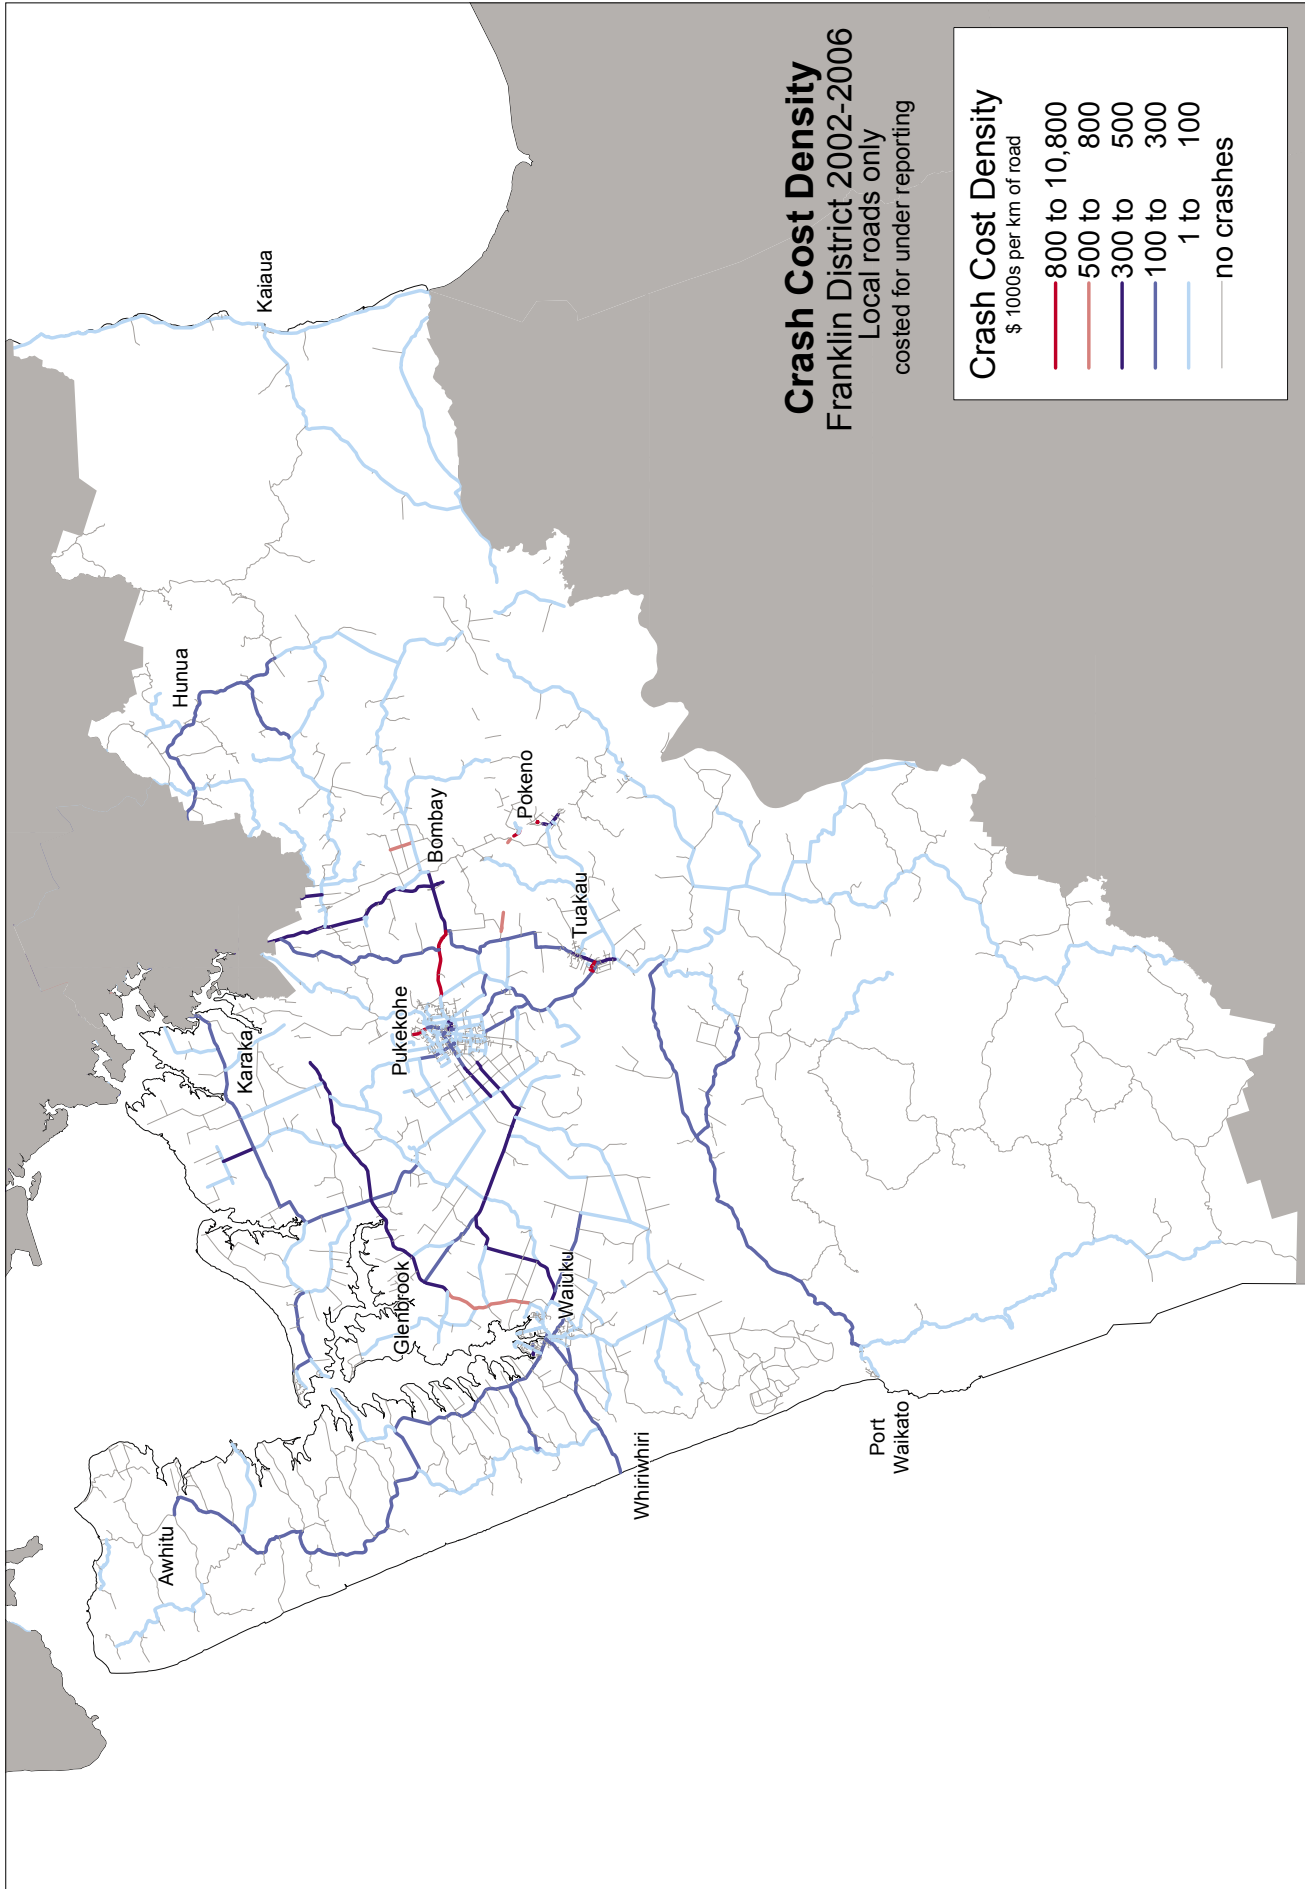 Crash Cost Density
Franklin District 2002-2006
Local roads only
costed for under reporting
Crash Cost Density
$ 1000s per km of road
800 to 10,800
500 to 800
300 to 500
100 to 300
1 to 100
no crashes
Awhitu
Karaka
Hunua
Kaiaua
Glenbrook
Pukekohe
Bombay
Pokeno
Waiuku
Tuakau
Whiriwhiri
Port
Waikato